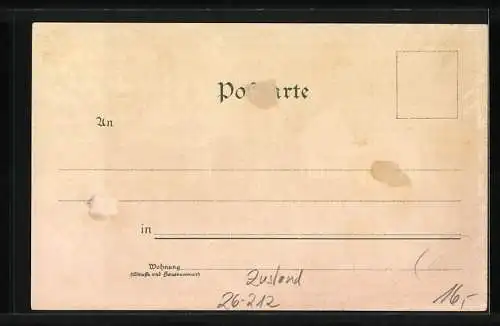 Postkarte
An
in
Wohnung
(Straße und Hausnummer)
Zustand
26-212
16,-